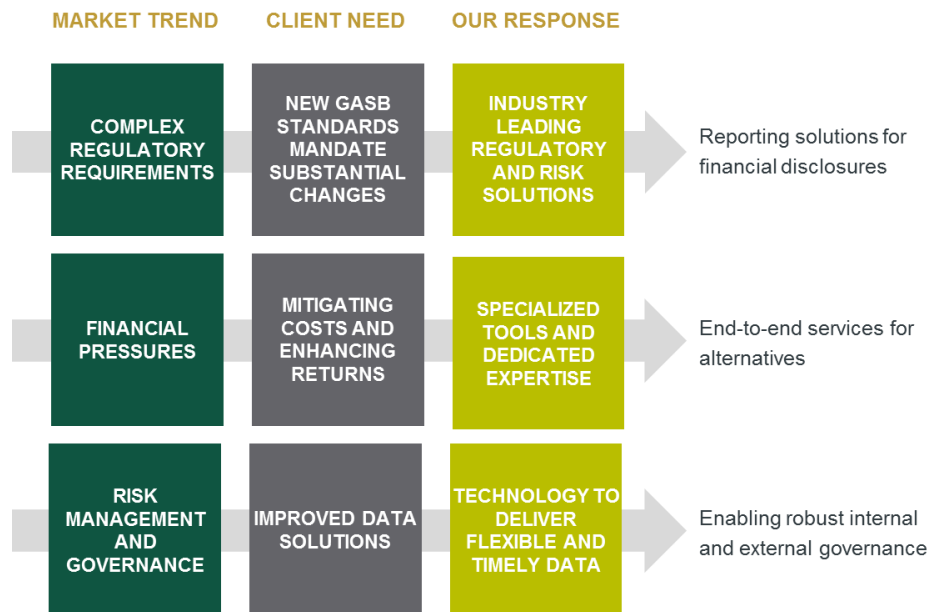 MARKET TREND
CLIENT NEED
OUR RESPONSE
COMPLEX
REGULATORY
REQUIREMENTS
NEW GASB
STANDARDS
MANDATE
SUBSTANTIAL
CHANGES
INDUSTRY
LEADING
REGULATORY
AND RISK
SOLUTIONS
Reporting solutions for
financial disclosures
FINANCIAL
PRESSURES
MITIGATING
COSTS AND
ENHANCING
RETURNS
SPECIALIZED
TOOLS AND
DEDICATED
EXPERTISE
End-to-end services for
alternatives
RISK
MANAGEMENT
AND
GOVERNANCE
IMPROVED DATA
SOLUTIONS
TECHNOLOGY TO
DELIVER
FLEXIBLE AND
TIMELY DATA
Enabling robust internal
and external governance